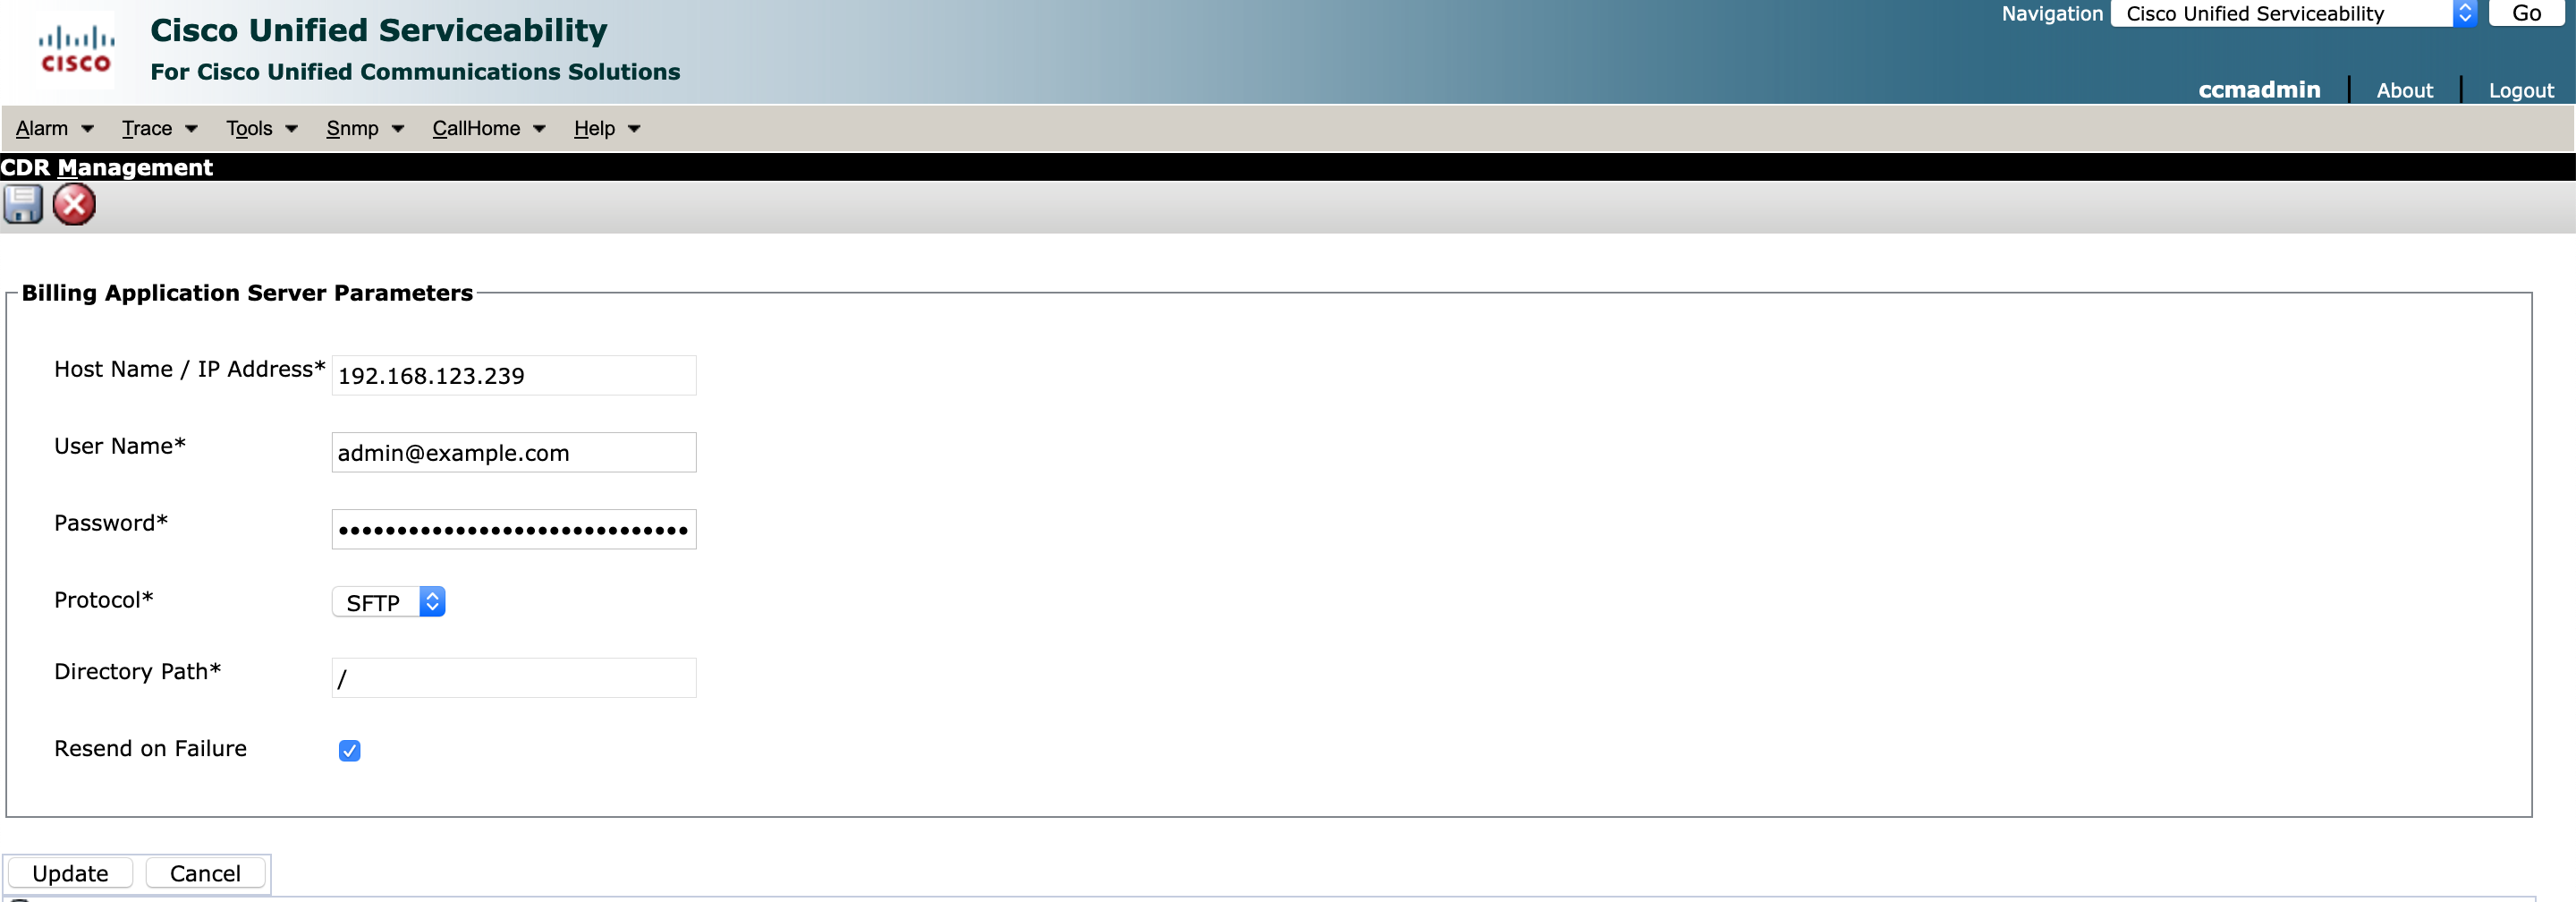 Cisco Unified Serviceability
For Cisco Unified Communications Solutions
CISCO
Navigation Cisco Unified Serviceability Go
ccmadmin About Logout
Alarm Trace Tools Snmp CallHome Help
CDR Management
Billing Application Server Parameters
Host Name / IP Address* 192.168.123.239
User Name* admin@example.com
Password* ••••••••••••••••••••••••••••••
Protocol* SFTP
Directory Path* /
Resend on Failure
Update Cancel